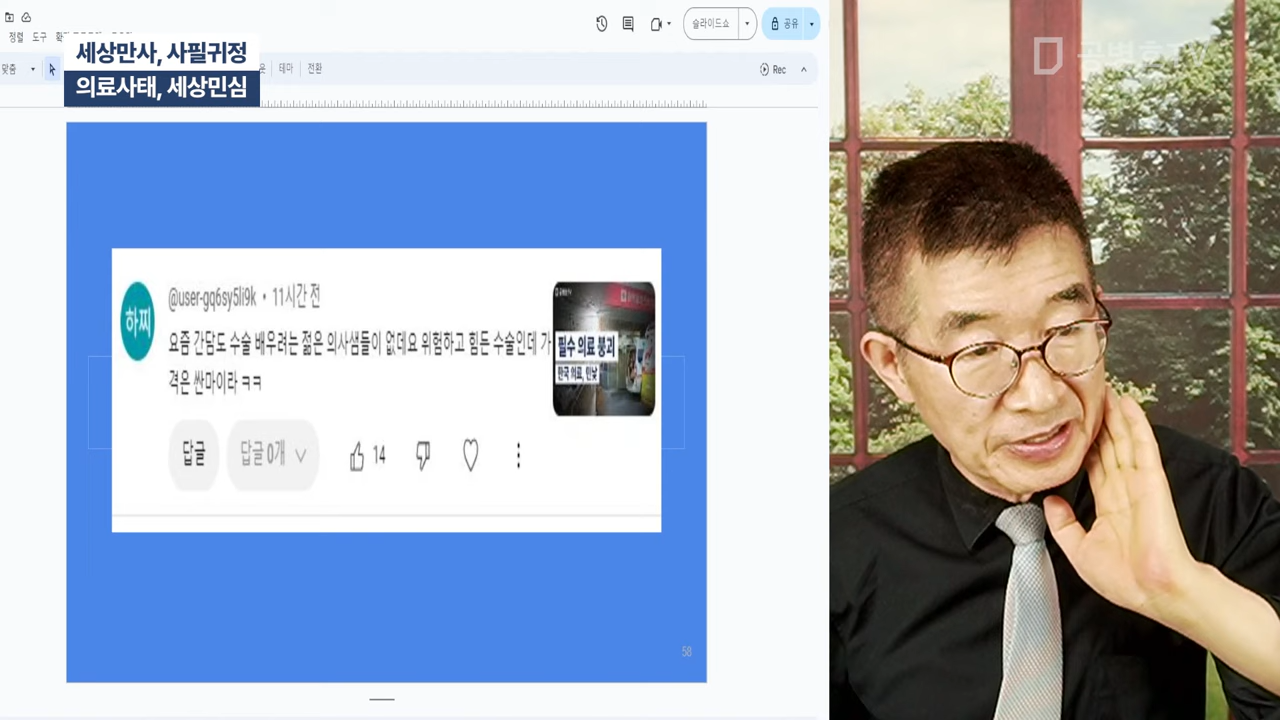 슬라이드쇼
공유
정렬 도구
세상만사, 사필귀정
의료사태, 세상민심
맞춤
테마
전환
Rec
공병호TV
하찌
@user-gq6sy5li9k • 11시간 전
요즘 간담도 수술 배우려는 젊은 의사샘들이 없데요 위험하고 힘든 수술인데 가
격은 싼마이라 ㅋㅋ
필수 의료 붕괴
한국 의료, 민낯
답글
답글 0개
14
58